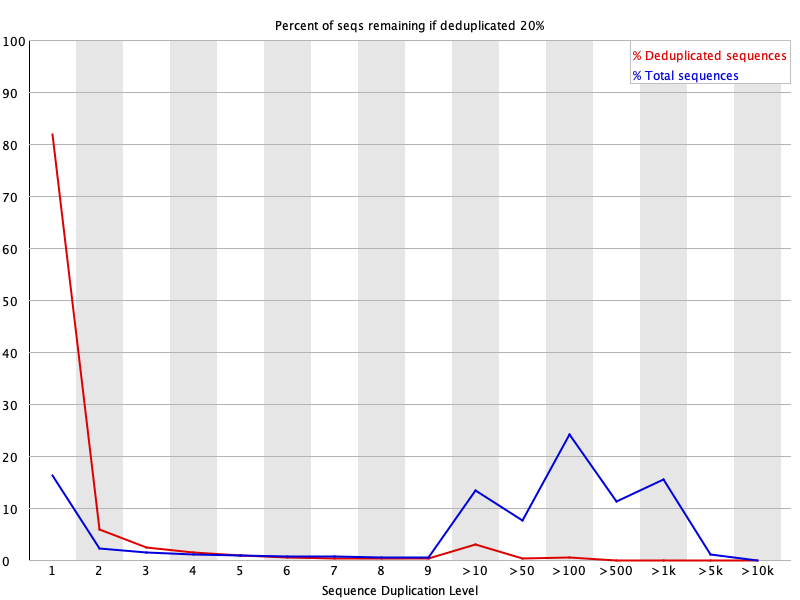 Percent of seqs remaining if deduplicated 20%
% Deduplicated sequences
% Total sequences
100
90
80
70
60
50
40
30
20
10
0
1 2 3 4 5 6 7 8 9 >10 >50 >100 >500 >1k >5k >10k
Sequence Duplication Level